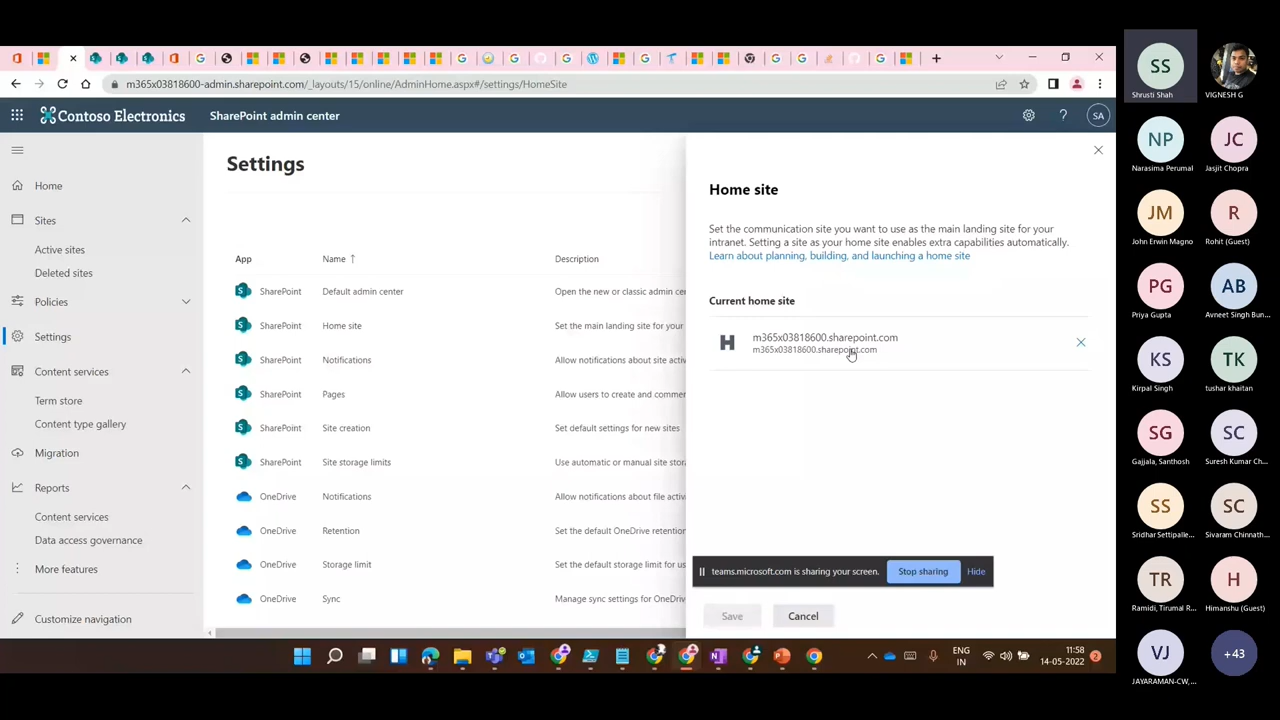 m365x03818600-admin.sharepoint.com/_layouts/15/online/AdminHome.aspx#/settings/HomeSite
Contoso Electronics
SharePoint admin center
SA
Home
Sites
Active sites
Deleted sites
Policies
Settings
Content services
Term store
Content type gallery
Migration
Reports
Content services
Data access governance
More features
Customize navigation
Settings
App Name ↑ Description
SharePoint Default admin center Open the new or classic admin cer
SharePoint Home site Set the main landing site for your
SharePoint Notifications Allow notifications about site activ
SharePoint Pages Allow users to create and commer
SharePoint Site creation Set default settings for new sites
SharePoint Site storage limits Use automatic or manual site stora
OneDrive Notifications Allow notifications about file activi
OneDrive Retention Set the default OneDrive retention
OneDrive Storage limit Set the default storage limit for us
OneDrive Sync Manage sync settings for OneDriv
Home site
Set the communication site you want to use as the main landing site for your
intranet. Setting a site as your home site enables extra capabilities automatically.
Learn about planning, building, and launching a home site
Current home site
H
m365x03818600.sharepoint.com
m365x03818600.sharepoint.com
teams.microsoft.com is sharing your screen. Stop sharing Hide
Save Cancel
ENG
IN
11:58
14-05-2022
2
SS
Shrusti Shah
VIGNESH G
NP
Narasima Perumal
JC
Jasjit Chopra
JM
John Erwin Magno
R
Rohit (Guest)
PG
Priya Gupta
AB
Avneet Singh Bun...
KS
Kirpal Singh
TK
tushar khaitan
SG
Gajjala, Santhosh
SC
Suresh Kumar Ch...
SS
Sridhar Settipalle...
SC
Sivaram Chinnath...
TR
Ramidi, Tirumal R...
H
Himanshu (Guest)
VJ
JAYARAMAN-CW,...
+43